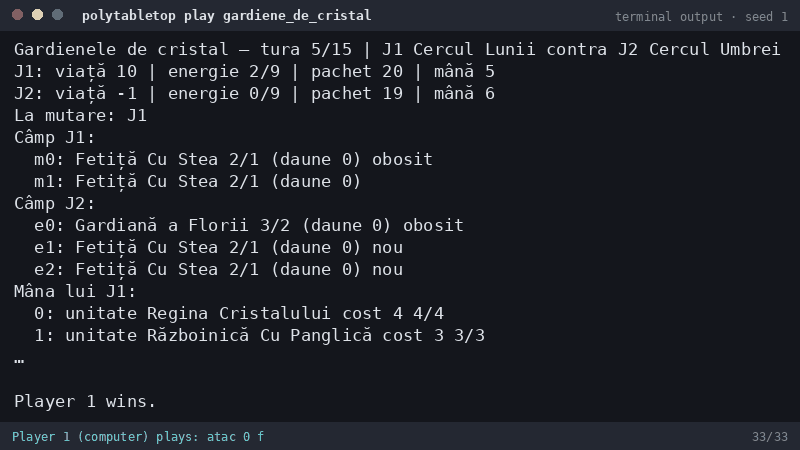 polytabletop play gardiene_de_cristal
terminal output · seed 1
Gardienele de cristal — tura 5/15 | J1 Cercul Lunii contra J2 Cercul Umbrei
J1: viață 10 | energie 2/9 | pachet 20 | mână 5
J2: viață -1 | energie 0/9 | pachet 19 | mână 6
La mutare: J1
Câmp J1:
m0: Fetiță Cu Stea 2/1 (daune 0) obosit
m1: Fetiță Cu Stea 2/1 (daune 0)
Câmp J2:
e0: Gardiană a Florii 3/2 (daune 0) obosit
e1: Fetiță Cu Stea 2/1 (daune 0) nou
e2: Fetiță Cu Stea 2/1 (daune 0) nou
Mâna lui J1:
0: unitate Regina Cristalului cost 4 4/4
1: unitate Războinică Cu Panglică cost 3 3/3
…
Player 1 wins.
Player 1 (computer) plays: atac 0 f
33/33